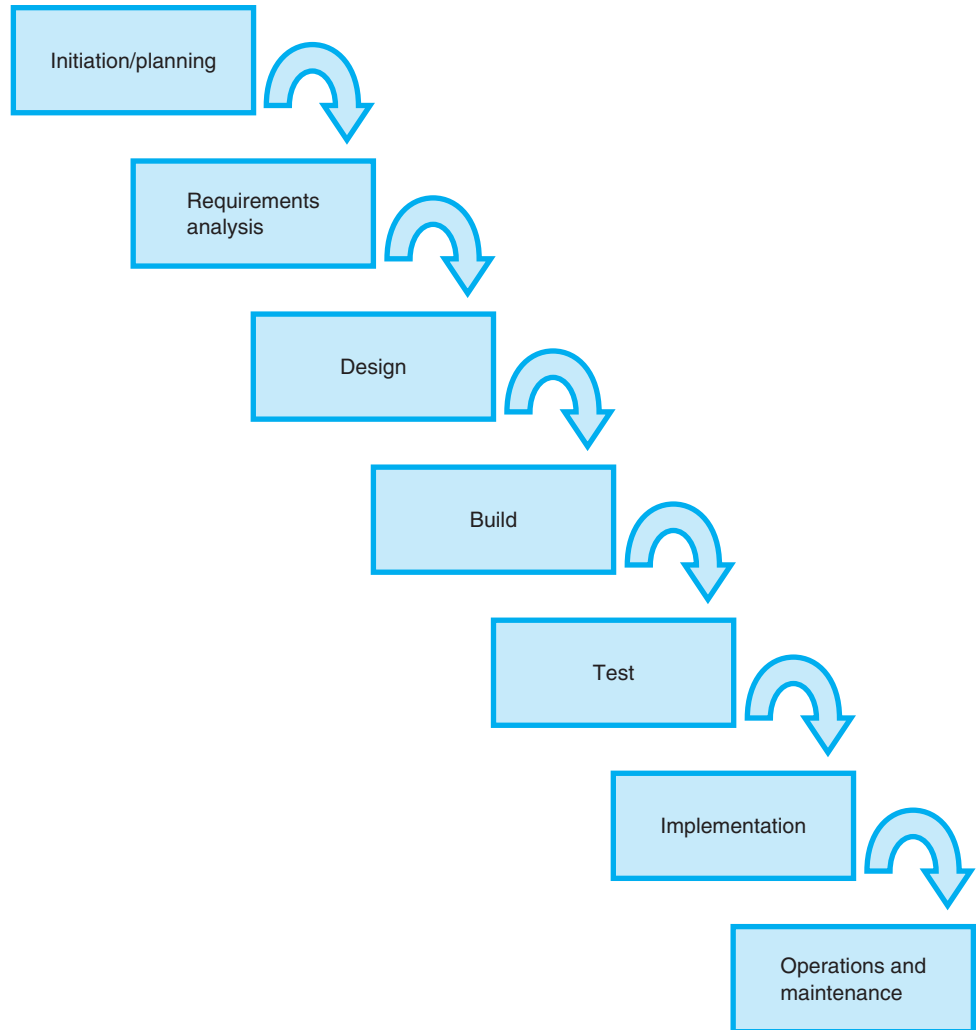 Initiation/planning
Requirements
analysis
Design
Build
Test
Implementation
Operations and
maintenance